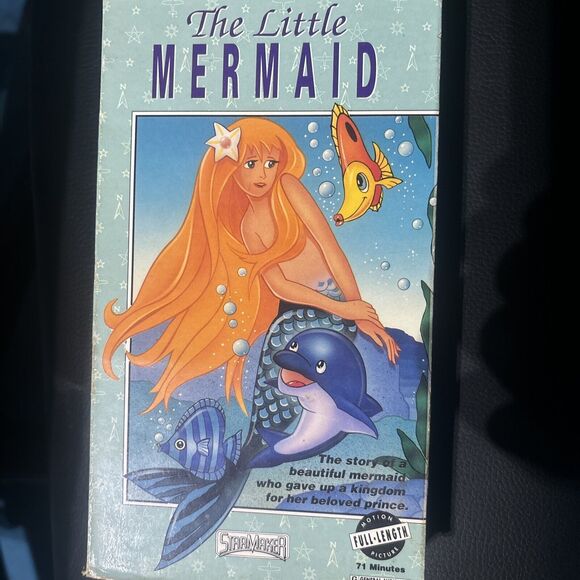 The Little
MERMAID
The story of a
beautiful mermaid
who gave up a kingdom
for her beloved prince.
STARMAKER
MOTION
FULL-LENGTH
PICTURE
71 Minutes
G GENERAL